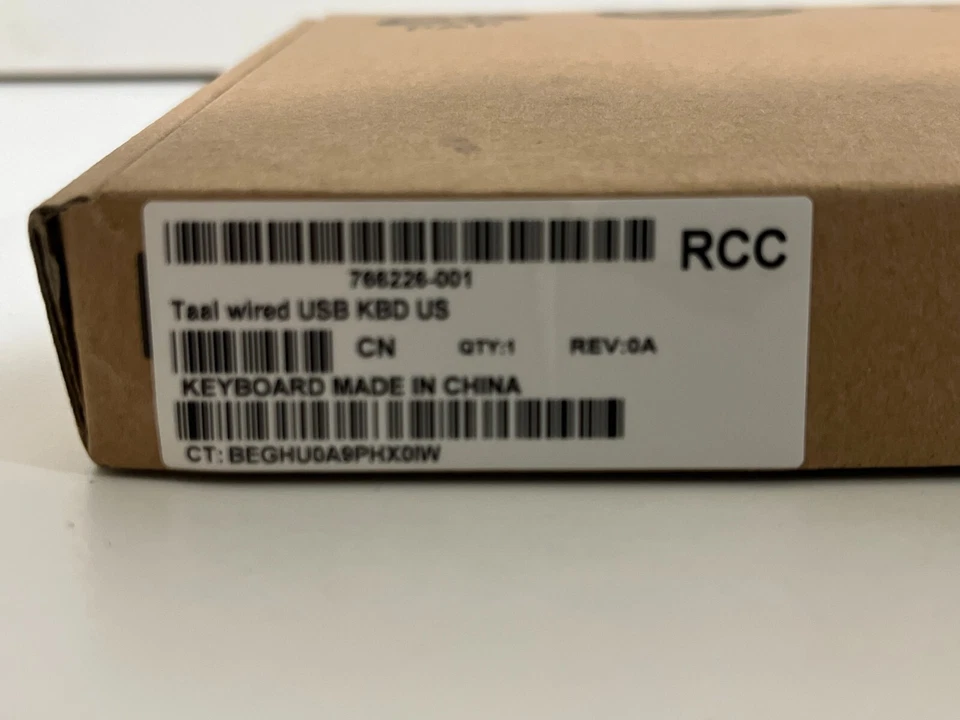 RCC
766226-001
Taal wired USB KBD US
CN QTY:1 REV:0A
KEYBOARD MADE IN CHINA
CT: BEGHU0A9PHX0IW